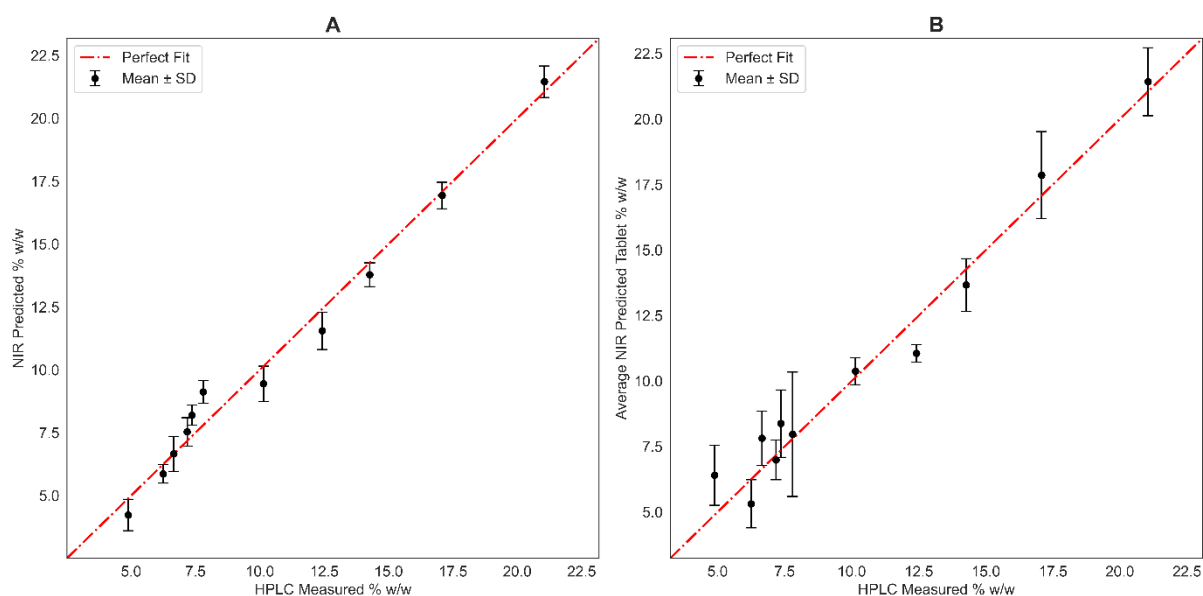 A
Perfect Fit
Mean ± SD
NIR Predicted % w/w
22.5
20.0
17.5
15.0
12.5
10.0
7.5
5.0
5.0 7.5 10.0 12.5 15.0 17.5 20.0 22.5
HPLC Measured % w/w
B
Perfect Fit
Mean ± SD
Average NIR Predicted Tablet % w/w
22.5
20.0
17.5
15.0
12.5
10.0
7.5
5.0
5.0 7.5 10.0 12.5 15.0 17.5 20.0 22.5
HPLC Measured % w/w